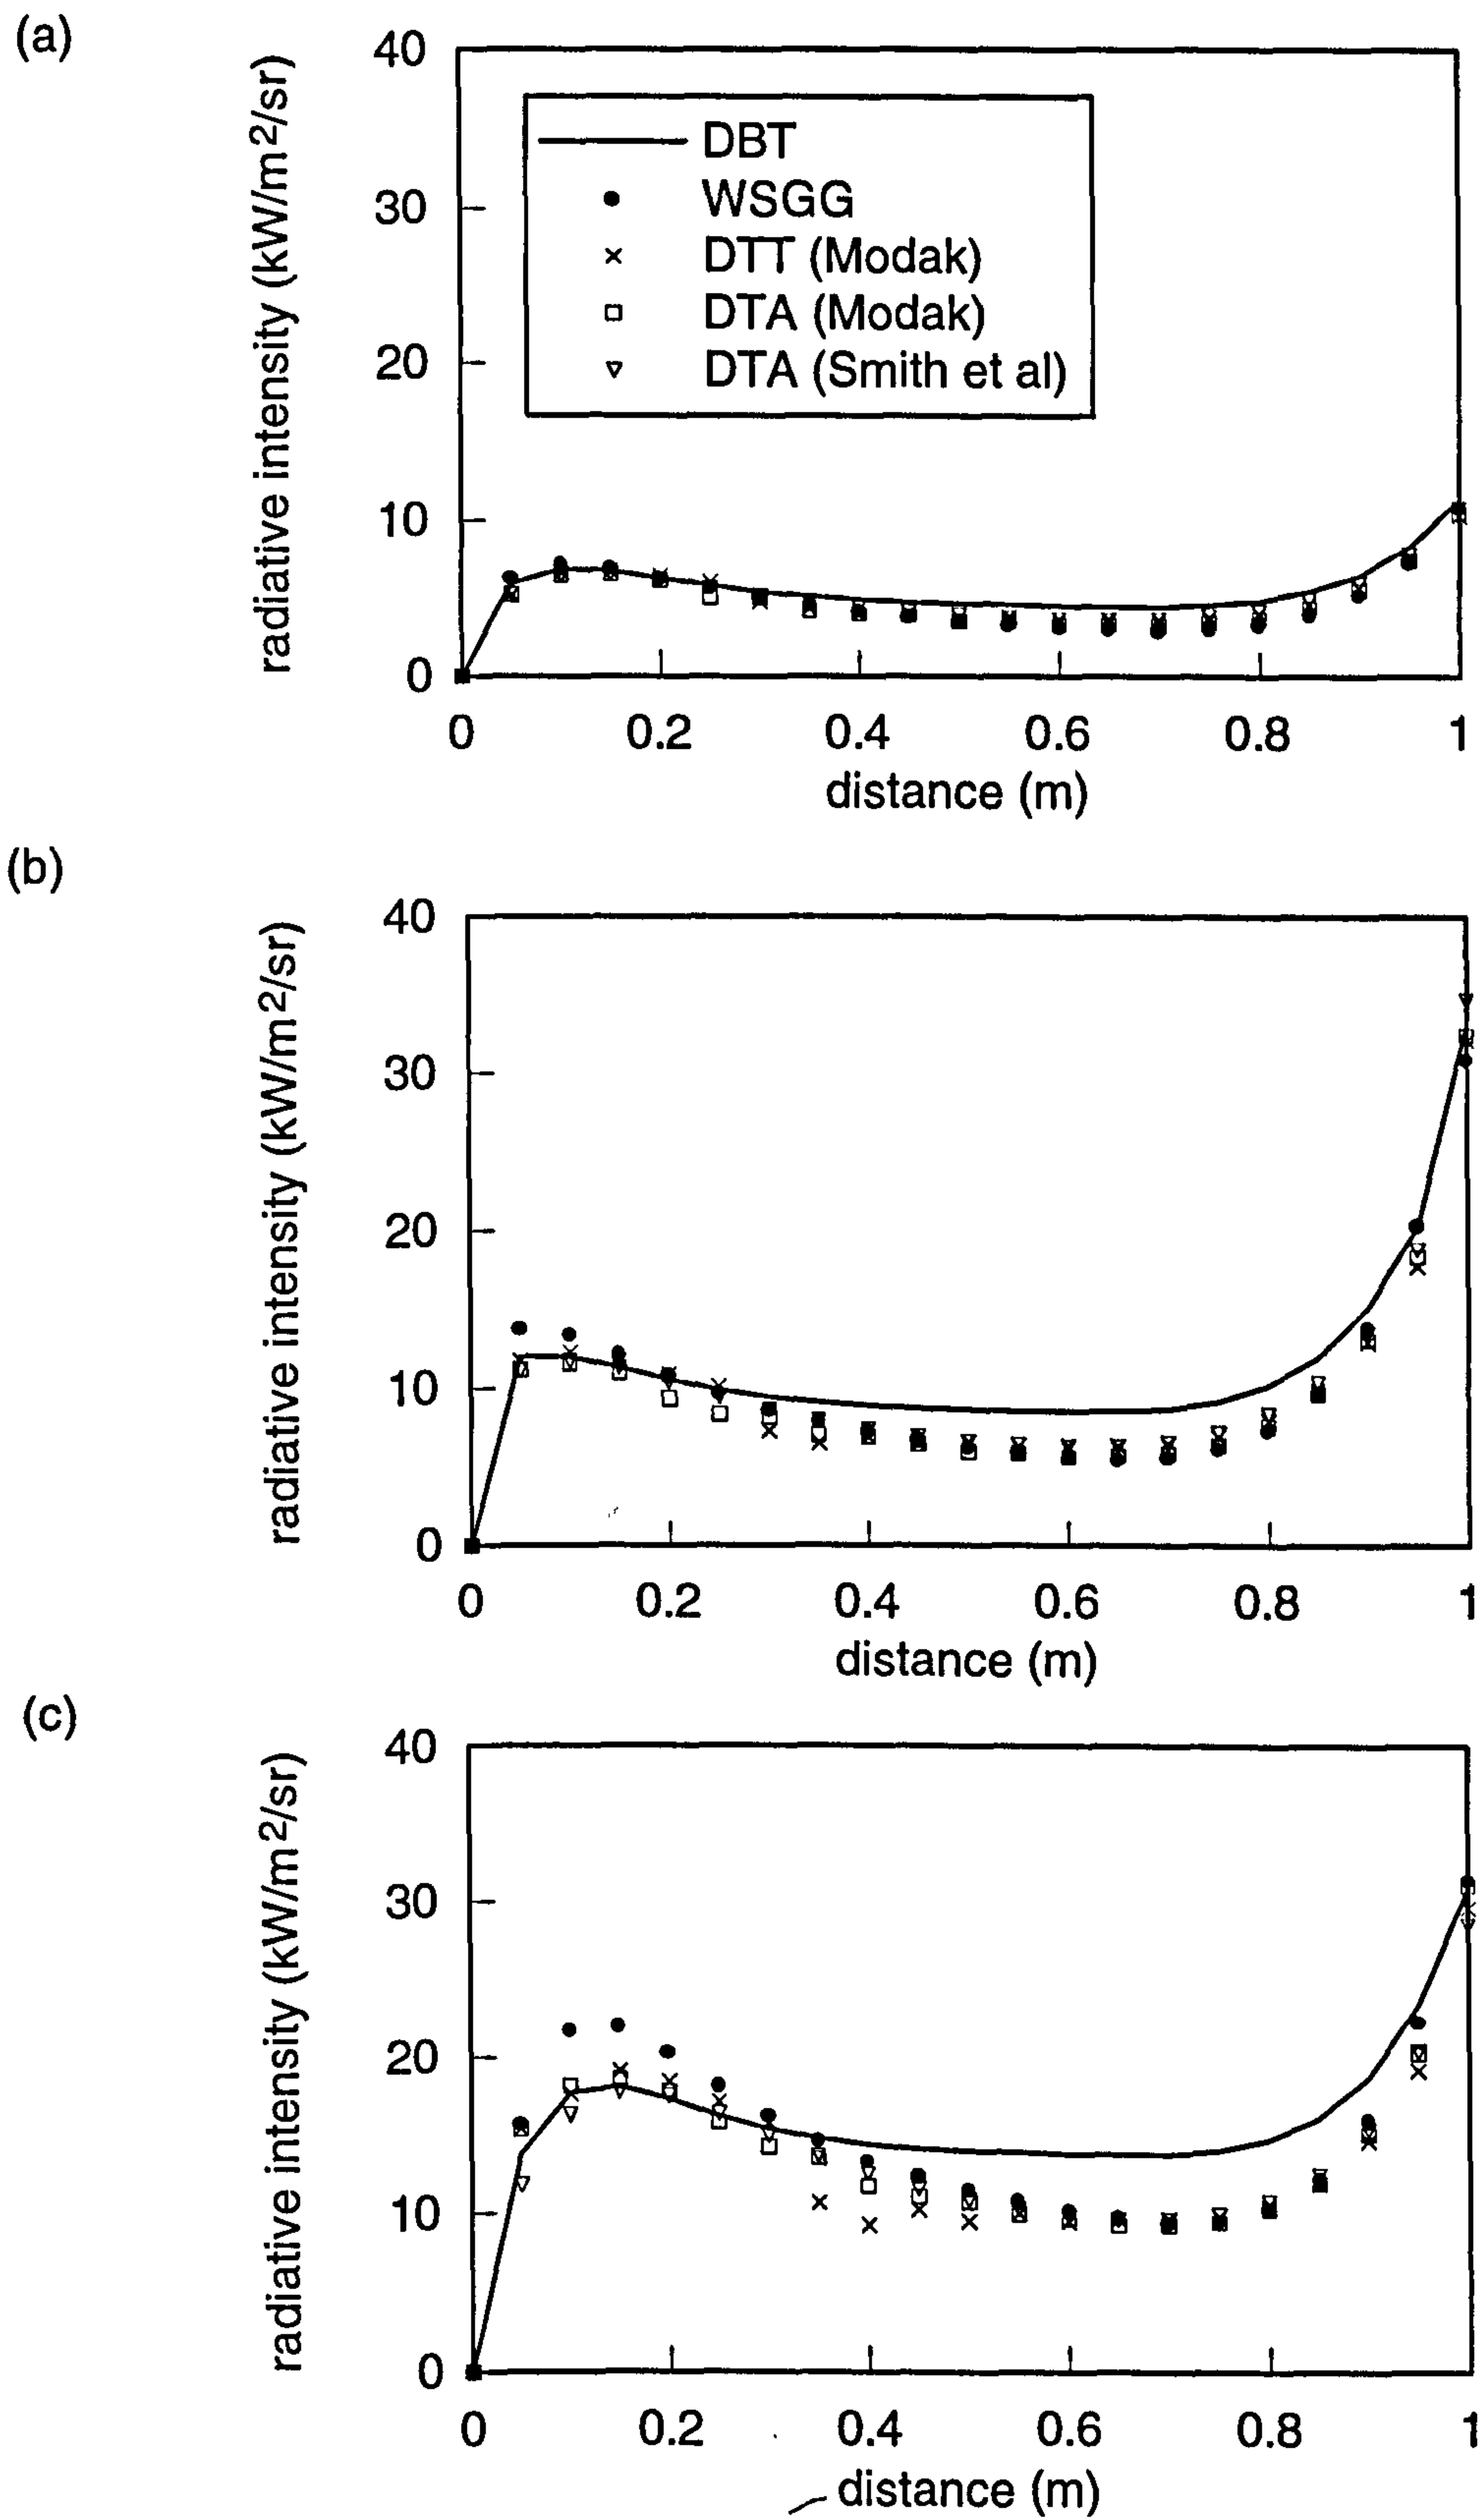 (a)
radiative intensity (kW/m2/sr)
40
30
20
10
0
DBT
WSGG
DTT (Modak)
DTA (Modak)
DTA (Smith et al)
0 0.2 0.4 0.6 0.8 1
distance (m)
(b)
radiative intensity (kW/m2/sr)
40
30
20
10
0
0 0.2 0.4 0.6 0.8 1
distance (m)
(c)
radiative intensity (kW/m2/sr)
40
30
20
10
0
0 0.2 0.4 0.6 0.8 1
distance (m)